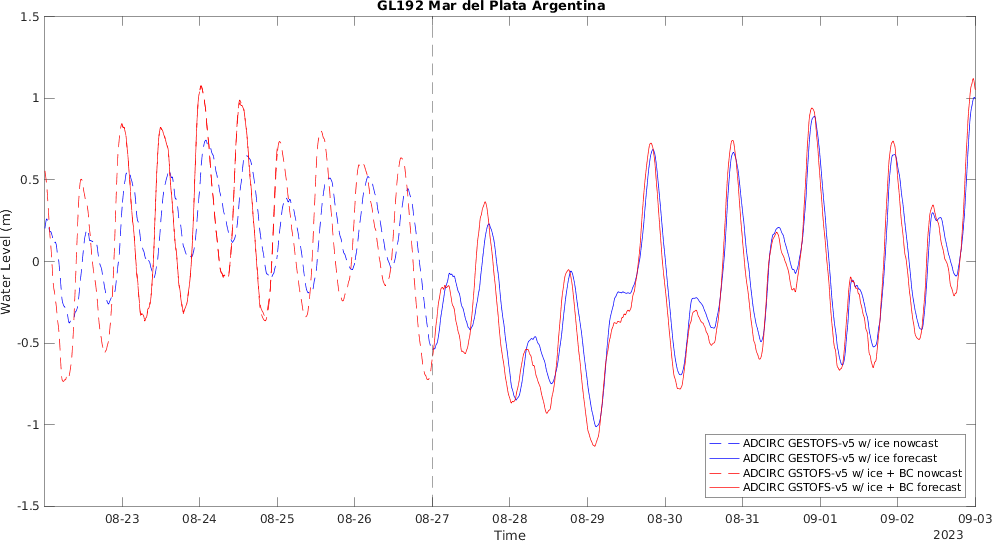 GL192 Mar del Plata Argentina
1.5
1
0.5
0
-0.5
-1
-1.5
Water Level (m)
ADCIRC GESTOFS-v5 w/ ice nowcast
ADCIRC GESTOFS-v5 w/ ice forecast
ADCIRC GSTOFS-v5 w/ ice + BC nowcast
ADCIRC GSTOFS-v5 w/ ice + BC forecast
08-23 08-24 08-25 08-26 08-27 08-28 08-29 08-30 08-31 09-01 09-02 09-03
Time
2023